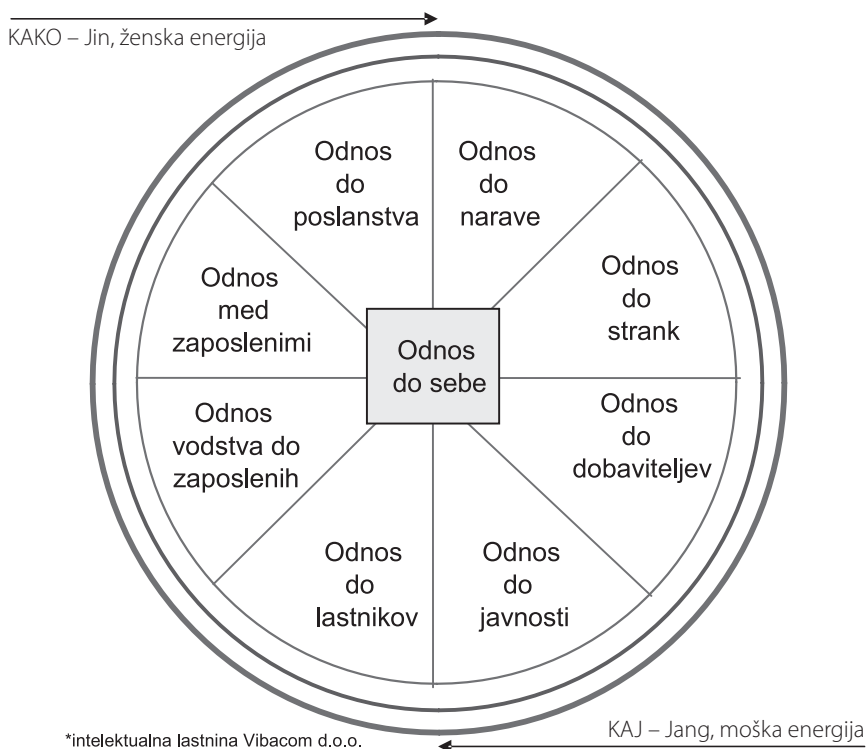 KAKO – Jin, ženska energija
Odnos
do
poslanstva
Odnos
do
narave
Odnos
med
zaposlenimi
Odnos
do
strank
Odnos
do sebe
Odnos
vodstva do
zaposlenih
Odnos
do
dobaviteljev
Odnos
do
lastnikov
Odnos
do
javnosti
KAJ – Jang, moška energija
*intelektualna lastnina Vibacom d.o.o.